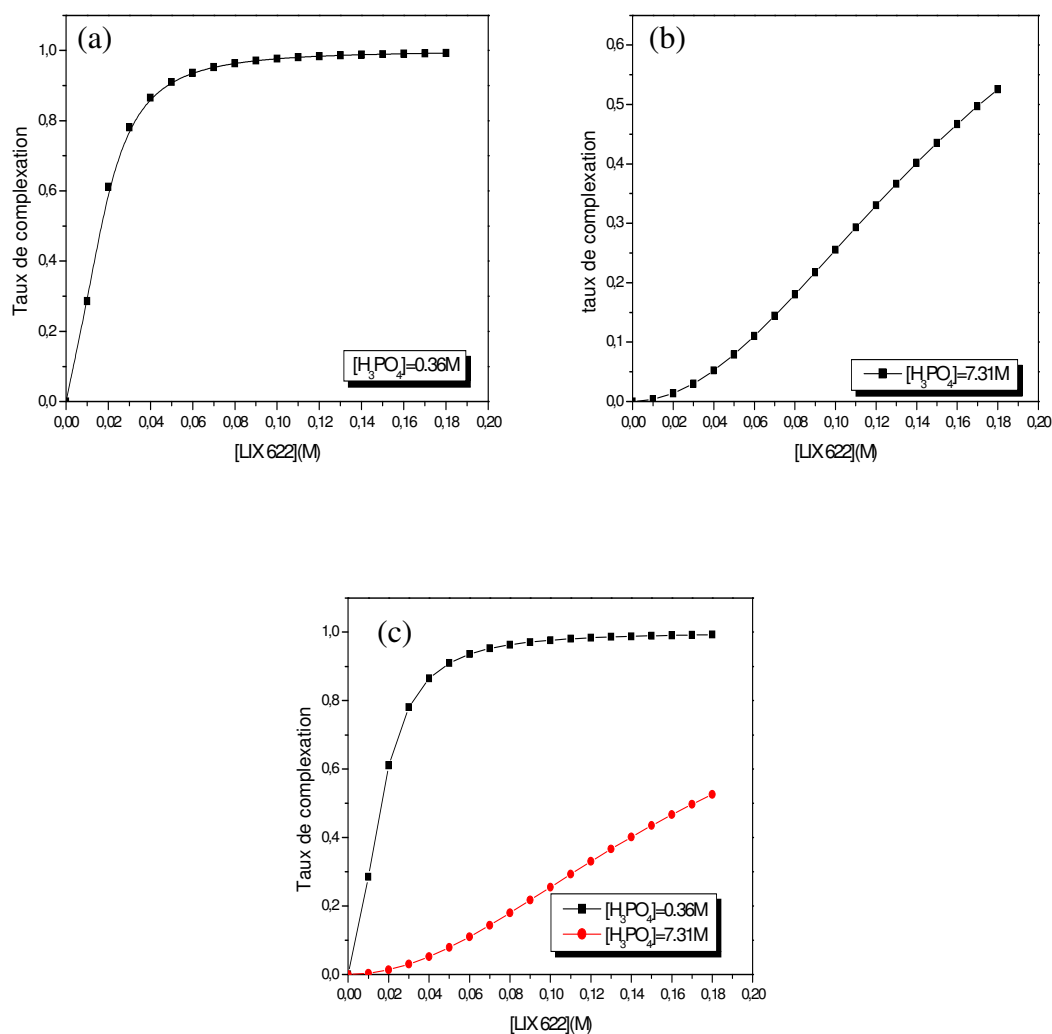 (a)
Taux de complexation
1,0
0,8
0,6
0,4
0,2
0,0
[H₃PO₄]=0.36M
0,00 0,02 0,04 0,06 0,08 0,10 0,12 0,14 0,16 0,18 0,20
[LIX 622](M)
(b)
taux de complexation
0,6
0,5
0,4
0,3
0,2
0,1
0,0
[H₃PO₄]=7.31M
0,00 0,02 0,04 0,06 0,08 0,10 0,12 0,14 0,16 0,18 0,20
[LIX 622](M)
(c)
Taux de complexation
1,0
0,8
0,6
0,4
0,2
0,0
[H₃PO₄]=0.36M
[H₃PO₄]=7.31M
0,00 0,02 0,04 0,06 0,08 0,10 0,12 0,14 0,16 0,18 0,20
[LIX 622](M)